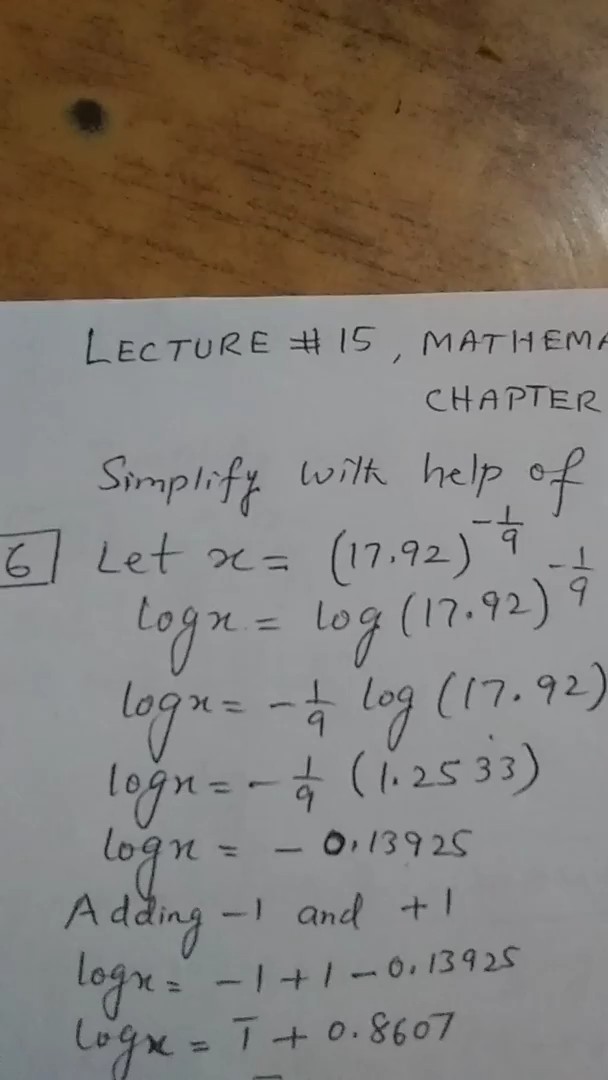 LECTURE # 15, MATHEMA
CHAPTER
Simplify with help of
6 Let x = (17.92)^-1/9
log x = log (17.92)^-1/9
log x = -1/9 log (17.92)
log x = -1/9 (1.2533)
log x = - 0.13925
Adding -1 and +1
log x = -1+1-0.13925
log x = 1̅ + 0.8607